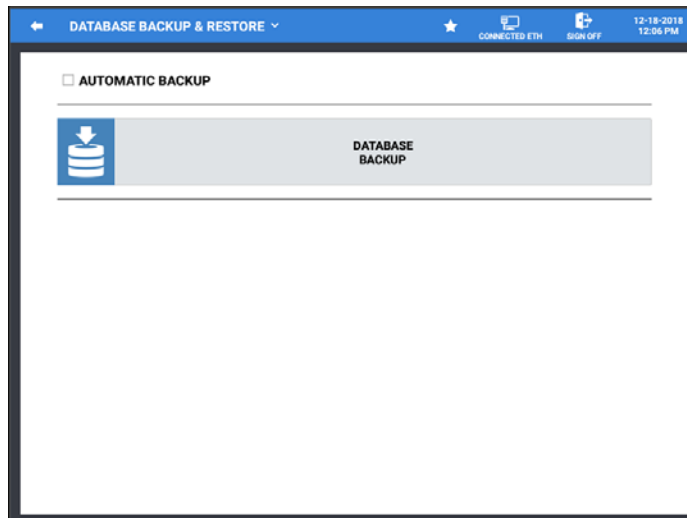 DATABASE BACKUP & RESTORE
CONNECTED ETH
SIGN OFF
12-18-2018
12:06 PM
AUTOMATIC BACKUP
DATABASE
BACKUP